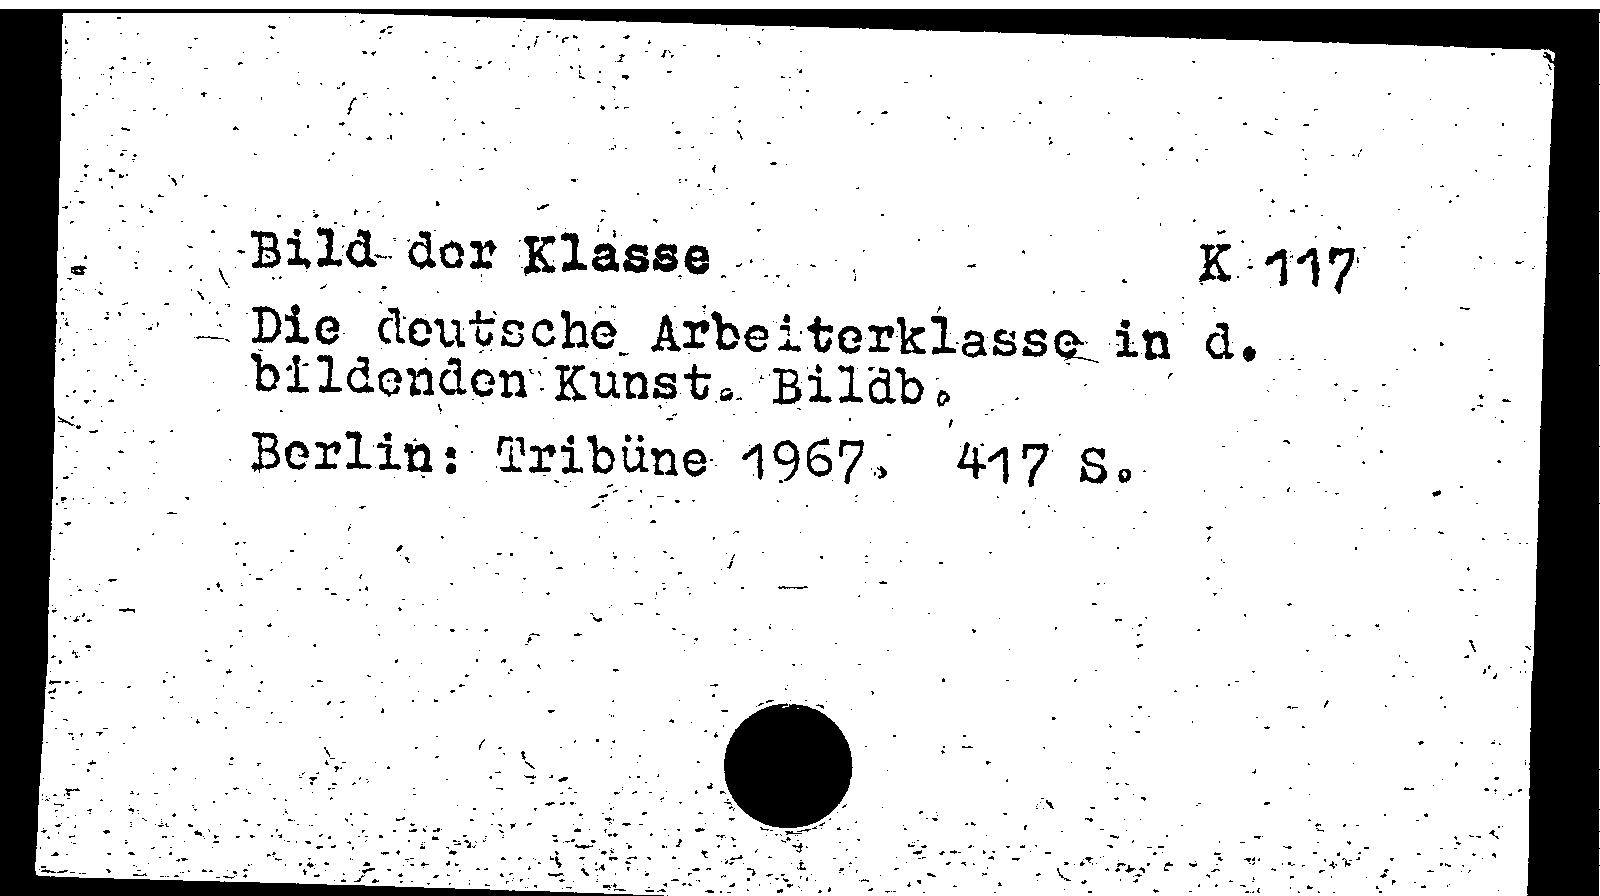 Bild der Klasse K 117
Die deutsche Arbeiterklasse in d.
bildenden Kunst. Bildb.
Berlin: Tribüne 1967. 417 S.